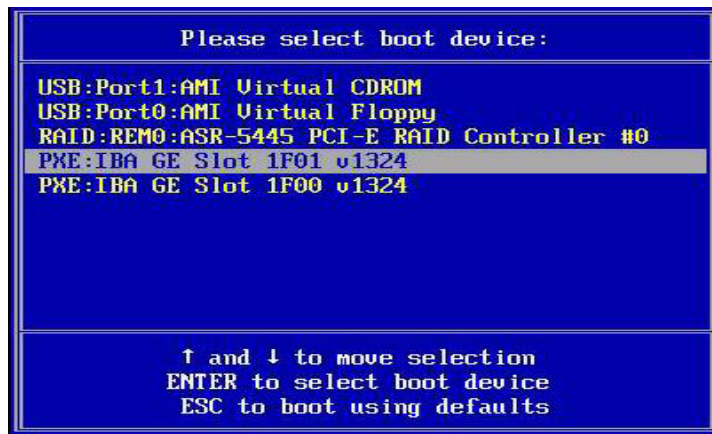 Please select boot device:
USB:Port1:AMI Virtual CDROM
USB:Port0:AMI Virtual Floppy
RAID:REM0:ASR-5445 PCI-E RAID Controller #0
PXE:IBA GE Slot 1F01 v1324
PXE:IBA GE Slot 1F00 v1324
↑ and ↓ to move selection
ENTER to select boot device
ESC to boot using defaults